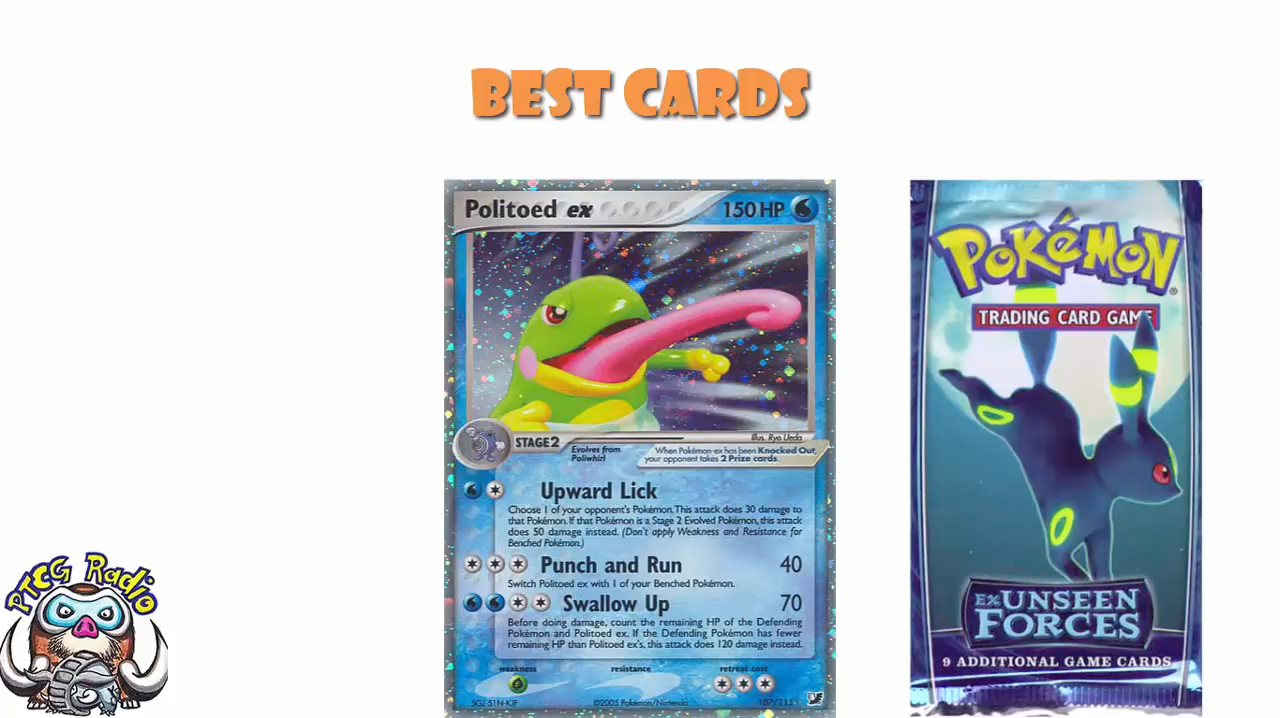 BEST CARDS
Politoed ex 150 HP
STAGE2
Evolves from
Poliwhirl
Illus. Ryo Ueda
When Pokémon-ex has been Knocked Out,
your opponent takes 2 Prize cards.
Upward Lick
Choose 1 of your opponent's Pokémon. This attack does 30 damage to
that Pokémon. If that Pokémon is a Stage 2 Evolved Pokémon, this attack
does 50 damage instead. (Don't apply Weakness and Resistance for
Benched Pokémon.)
Punch and Run 40
Switch Politoed ex with 1 of your Benched Pokémon.
Swallow Up 70
Before doing damage, count the remaining HP of the Defending
Pokémon and Politoed ex. If the Defending Pokémon has fewer
remaining HP than Politoed ex's, this attack does 120 damage instead.
weakness resistance retreat cost
©2005 Pokémon/Nintendo 107/115
POKéMON
TRADING CARD GAME
EX UNSEEN
FORCES
9 ADDITIONAL GAME CARDS
PTCG Radio